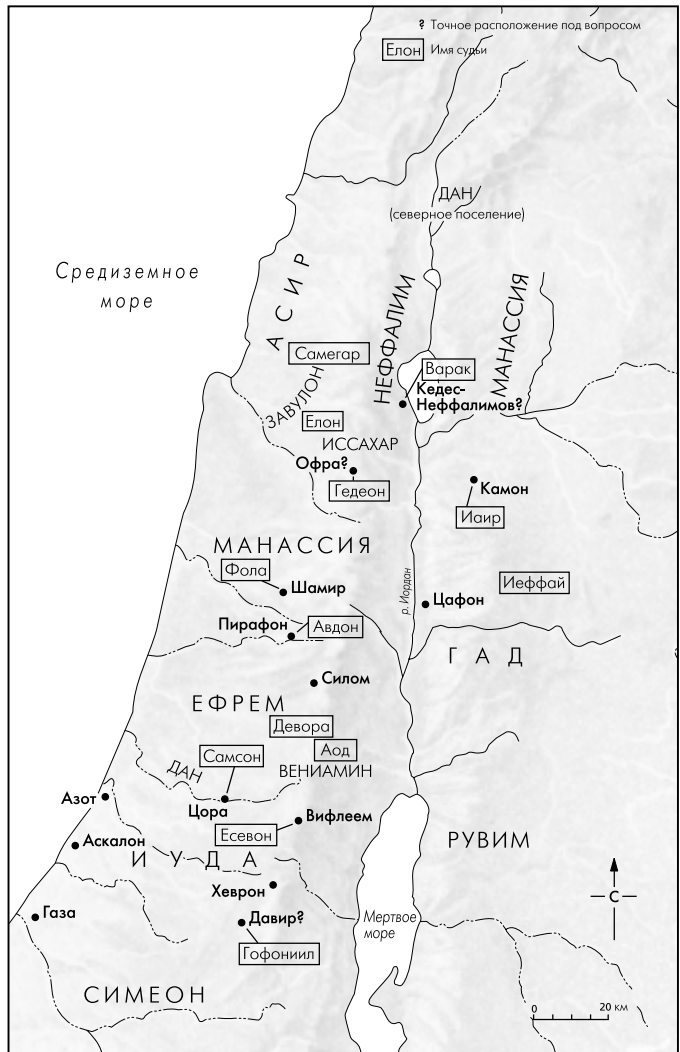 ? Точное расположение под вопросом
Елон Имя судьи
ДАН
(северное поселение)
Средиземное
море
АСИР
НЕФФАЛИМ
МАНАССИЯ
Самегар
Варак
ЗАВУЛОН
Кедес-
Неффалимов?
Елон
ИССАХАР
Офра?
Гедеон
Камон
Иаир
МАНАССИЯ
Фола
Шамир
р. Иордан
Иеффай
Цафон
Пирафон
Авдон
ГАД
Силом
ЕФРЕМ
Девора
Аод
Самсон
ДАН
ВЕНИАМИН
Азот
Цора
Вифлеем
Есевон
Аскалон
ИУДА
РУВИМ
Хеврон
С
Газа
Давир?
Мертвое
море
Гофониил
СИМЕОН
0 20 км